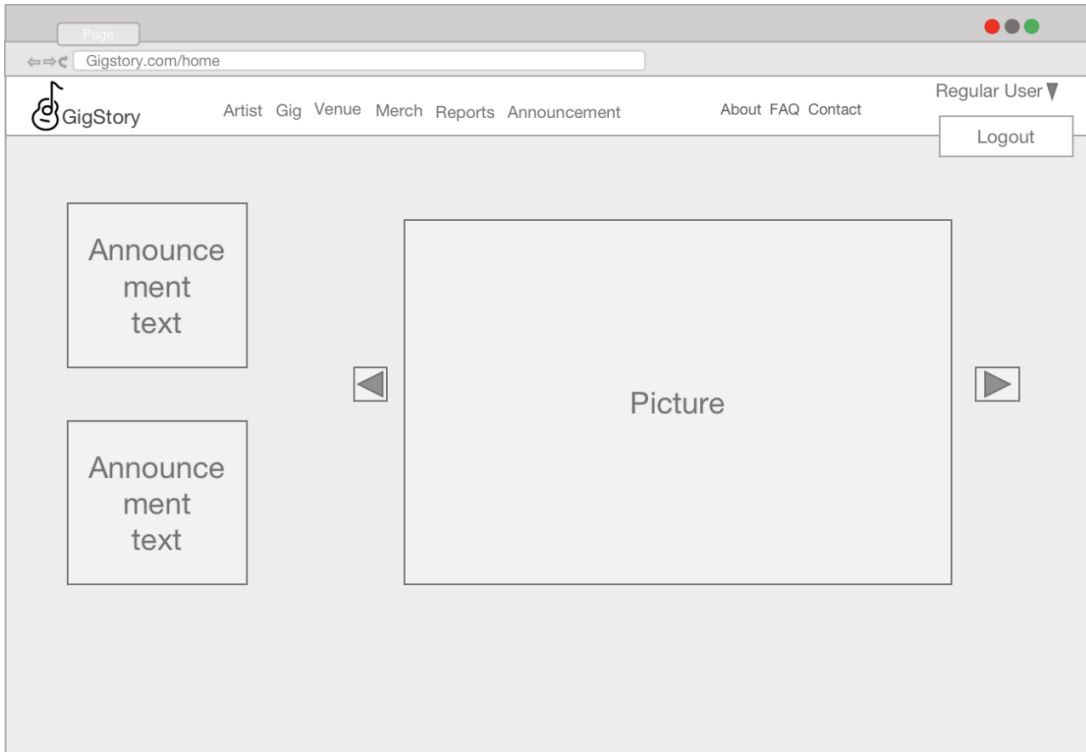 Page
Gigstory.com/home
Regular User
GigStory
Artist Gig Venue Merch Reports Announcement
About FAQ Contact
Logout
Announce
ment
text
Picture
Announce
ment
text